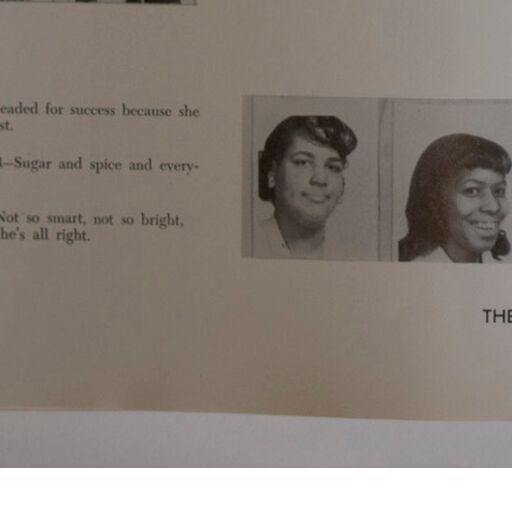 eaded for success because she
st.
—Sugar and spice and every-
Not so smart, not so bright,
he's all right.
THE